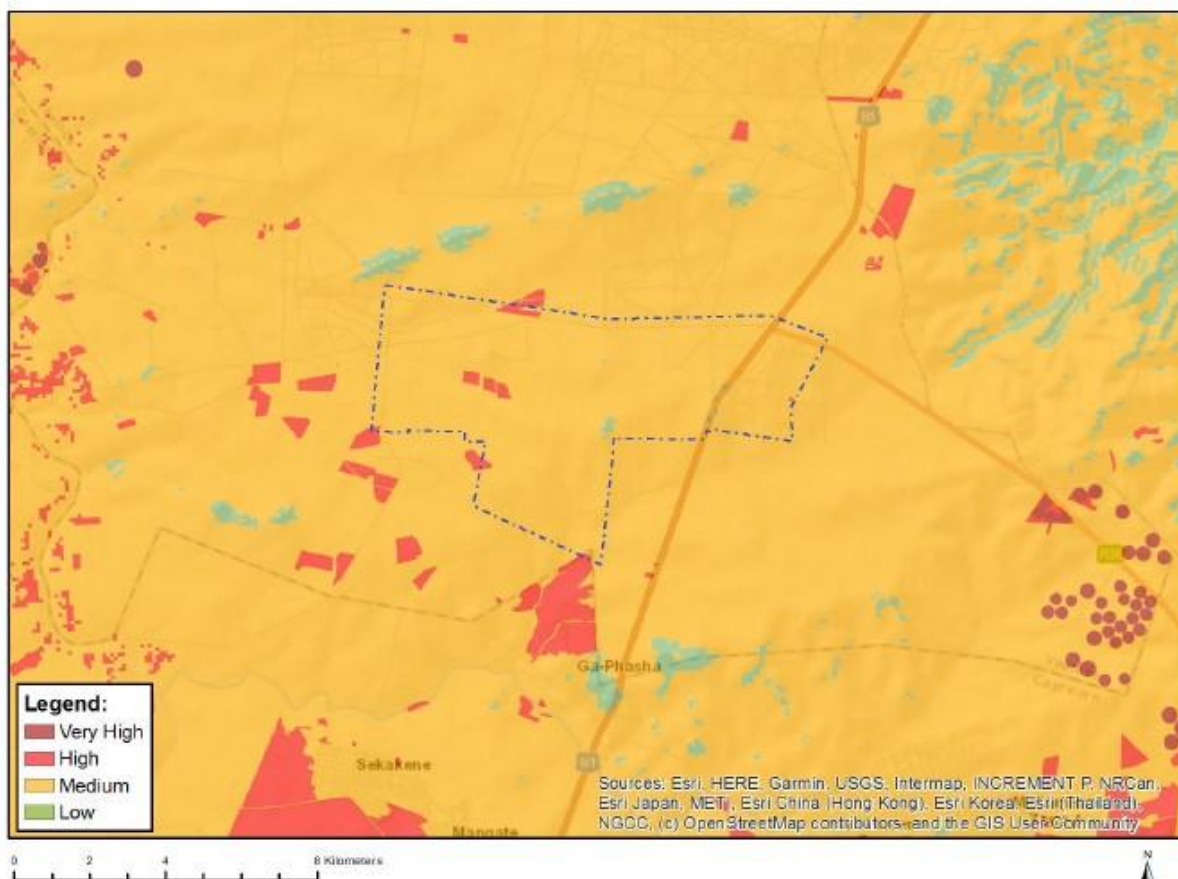 N1
Ga-Phasha
Legend:
Very High
High
Medium
Low
Sekakene
N1
Mangate
Sources: Esri, HERE, Garmin, USGS, Intermap, INCREMENT P, NRCan,
Esri Japan, METI, Esri China (Hong Kong), Esri Korea, Esri (Thailand),
NGCC, (c) OpenStreetMap contributors, and the GIS User Community
0 2 4 8 Kilometers
N